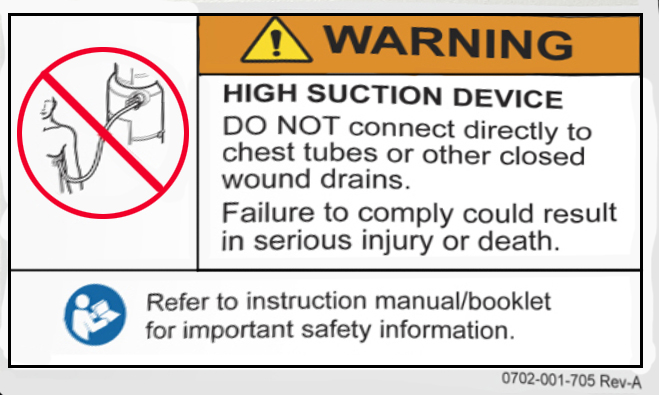 WARNING
HIGH SUCTION DEVICE
DO NOT connect directly to
chest tubes or other closed
wound drains.
Failure to comply could result
in serious injury or death.
Refer to instruction manual/booklet
for important safety information.
0702-001-705 Rev-A